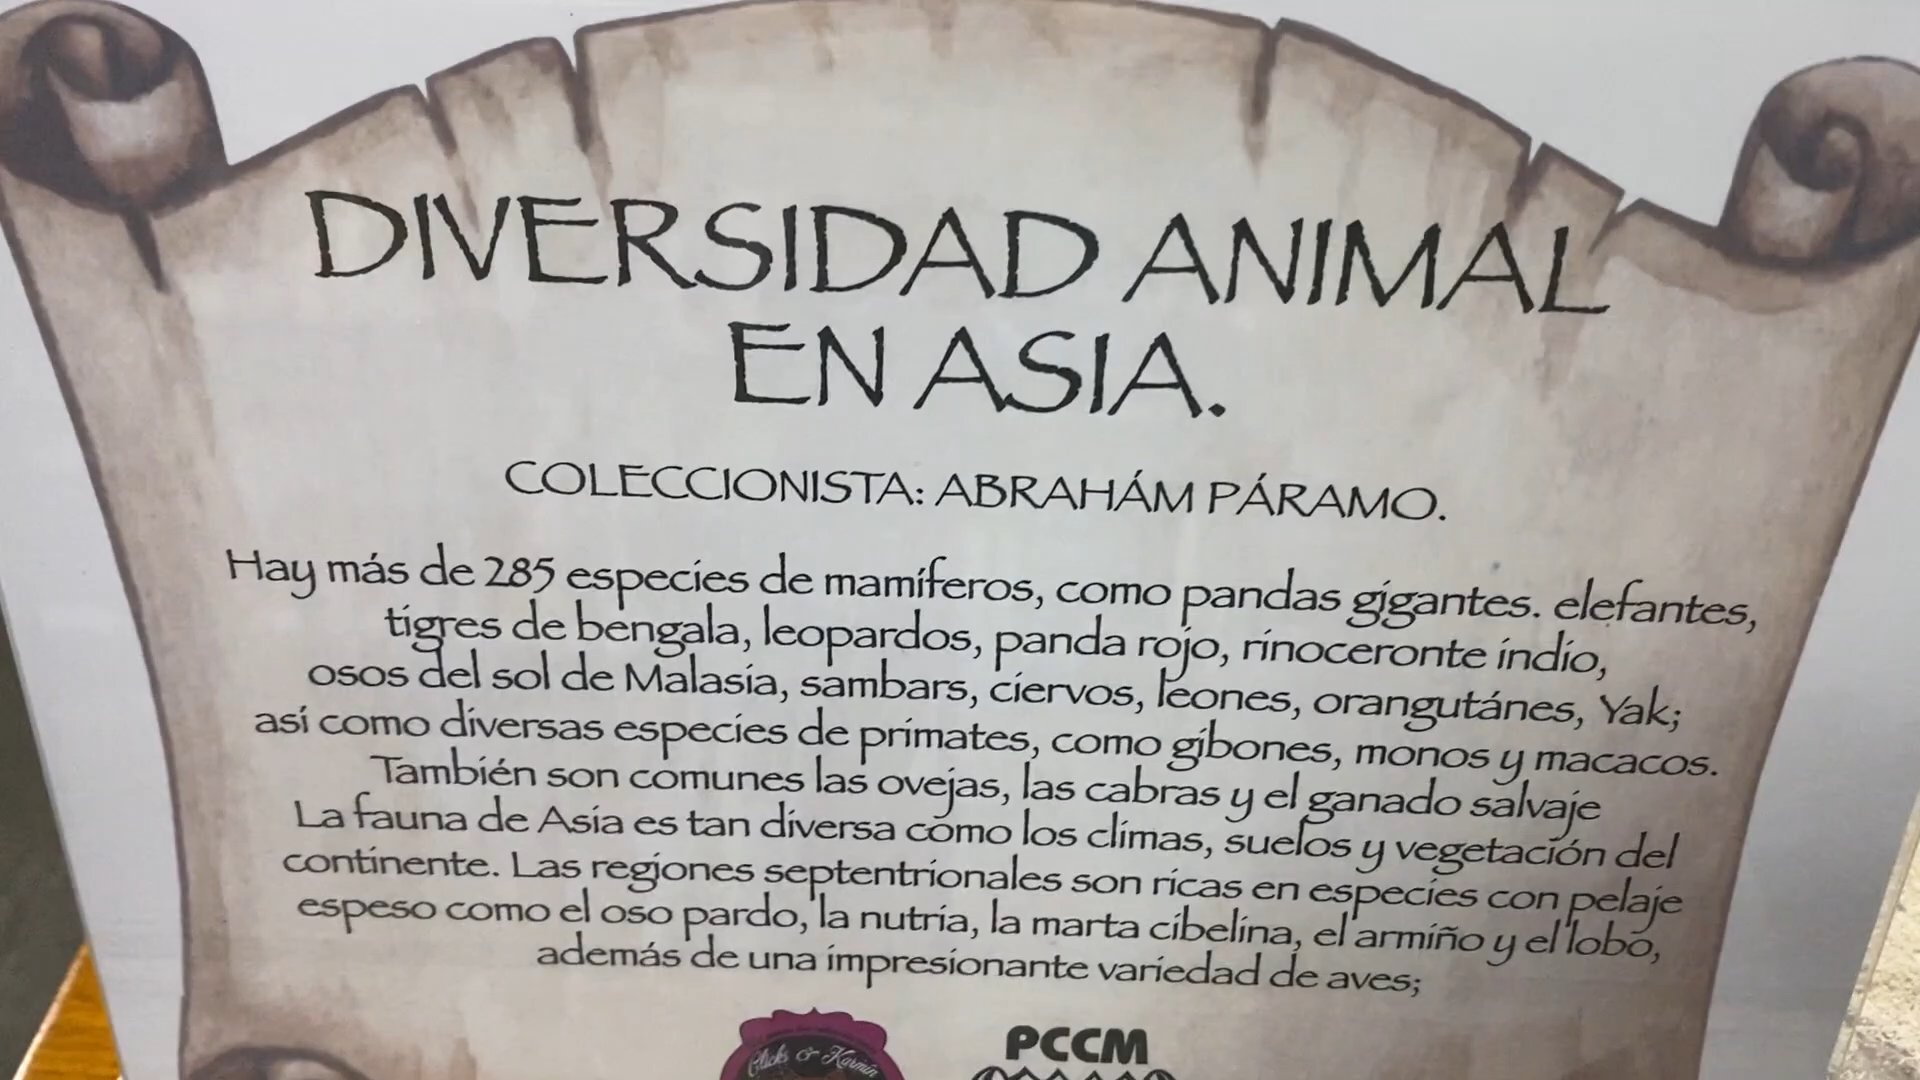 DIVERSIDAD ANIMAL
EN ASIA.
COLECCIONISTA: ABRAHÁM PÁRAMO.
Hay más de 285 especies de mamíferos, como pandas gigantes. elefantes,
tigres de bengala, leopardos, panda rojo, rinoceronte indio,
osos del sol de Malasia, sambars, ciervos, leones, orangutánes, Yak;
así como diversas especies de primates, como gibones, monos y macacos.
También son comunes las ovejas, las cabras y el ganado salvaje
La fauna de Asia es tan diversa como los climas, suelos y vegetación del
continente. Las regiones septentrionales son ricas en especies con pelaje
espeso como el oso pardo, la nutria, la marta cibelina, el armiño y el lobo,
además de una impresionante variedad de aves;
Clicks & Karmin
PCCM